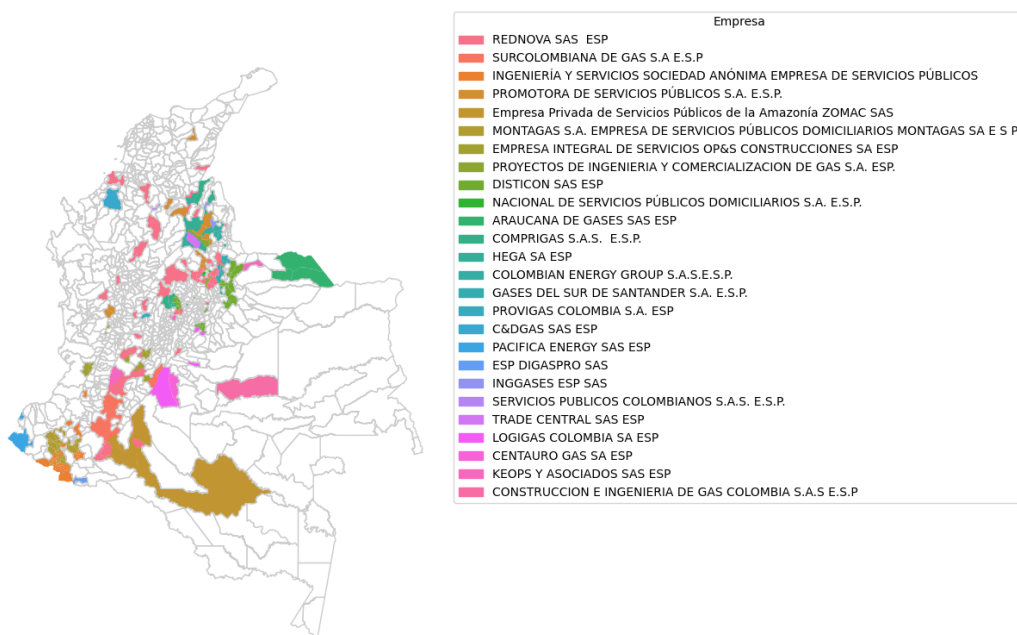 Empresa
REDNOVA SAS  ESP
SURCOLOMBIANA DE GAS S.A E.S.P
INGENIERÍA Y SERVICIOS SOCIEDAD ANÓNIMA EMPRESA DE SERVICIOS PÚBLICOS
PROMOTORA DE SERVICIOS PÚBLICOS S.A. E.S.P.
Empresa Privada de Servicios Públicos de la Amazonía ZOMAC SAS
MONTAGAS S.A. EMPRESA DE SERVICIOS PÚBLICOS DOMICILIARIOS MONTAGAS SA E S P
EMPRESA INTEGRAL DE SERVICIOS OP&S CONSTRUCCIONES SA ESP
PROYECTOS DE INGENIERIA Y COMERCIALIZACION DE GAS S.A. ESP.
DISTICON SAS ESP
NACIONAL DE SERVICIOS PÚBLICOS DOMICILIARIOS S.A. E.S.P.
ARAUCANA DE GASES SAS ESP
COMPRIGAS S.A.S.  E.S.P.
HEGA SA ESP
COLOMBIAN ENERGY GROUP S.A.S.E.S.P.
GASES DEL SUR DE SANTANDER S.A. E.S.P.
PROVIGAS COLOMBIA S.A. ESP
C&DGAS SAS ESP
PACIFICA ENERGY SAS ESP
ESP DIGASPRO SAS
INGGASES ESP SAS
SERVICIOS PUBLICOS COLOMBIANOS S.A.S. E.S.P.
TRADE CENTRAL SAS ESP
LOGIGAS COLOMBIA SA ESP
CENTAURO GAS SA ESP
KEOPS Y ASOCIADOS SAS ESP
CONSTRUCCION E INGENIERIA DE GAS COLOMBIA S.A.S E.S.P